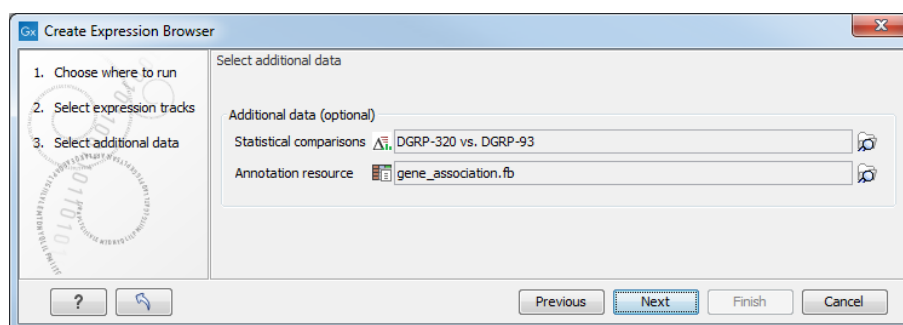 Gx Create Expression Browser
1. Choose where to run
2. Select expression tracks
3. Select additional data
Select additional data
Additional data (optional)
Statistical comparisons DGRP-320 vs. DGRP-93
Annotation resource gene_association.fb
? Previous Next Finish Cancel